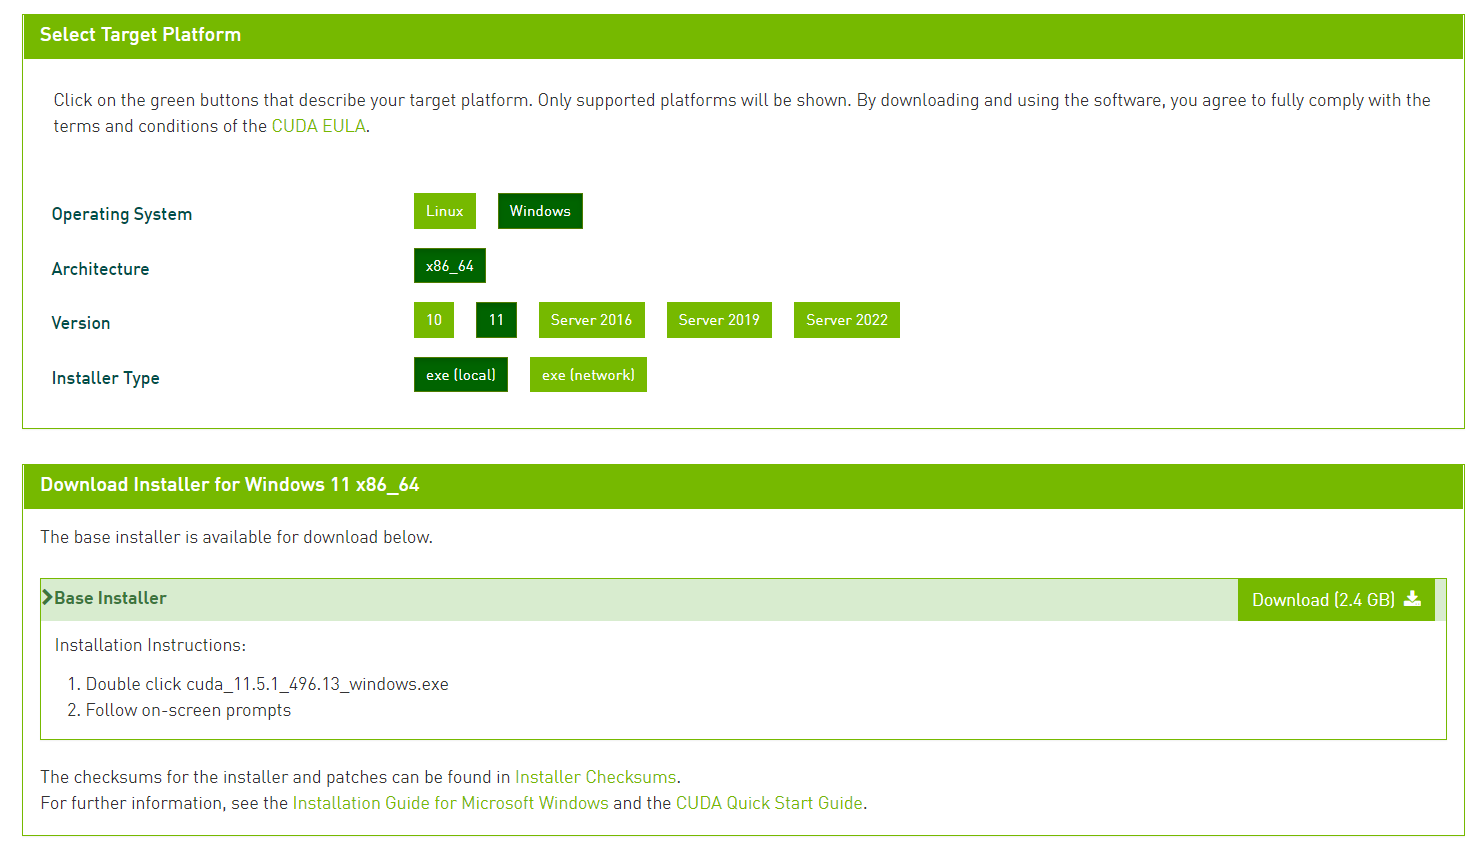 Select Target Platform
Click on the green buttons that describe your target platform. Only supported platforms will be shown. By downloading and using the software, you agree to fully comply with the
terms and conditions of the CUDA EULA.
Operating System Linux Windows
Architecture x86_64
Version 10 11 Server 2016 Server 2019 Server 2022
Installer Type exe (local) exe (network)
Download Installer for Windows 11 x86_64
The base installer is available for download below.
Base Installer Download (2.4 GB)
Installation Instructions:
1. Double click cuda_11.5.1_496.13_windows.exe
2. Follow on-screen prompts
The checksums for the installer and patches can be found in Installer Checksums.
For further information, see the Installation Guide for Microsoft Windows and the CUDA Quick Start Guide.